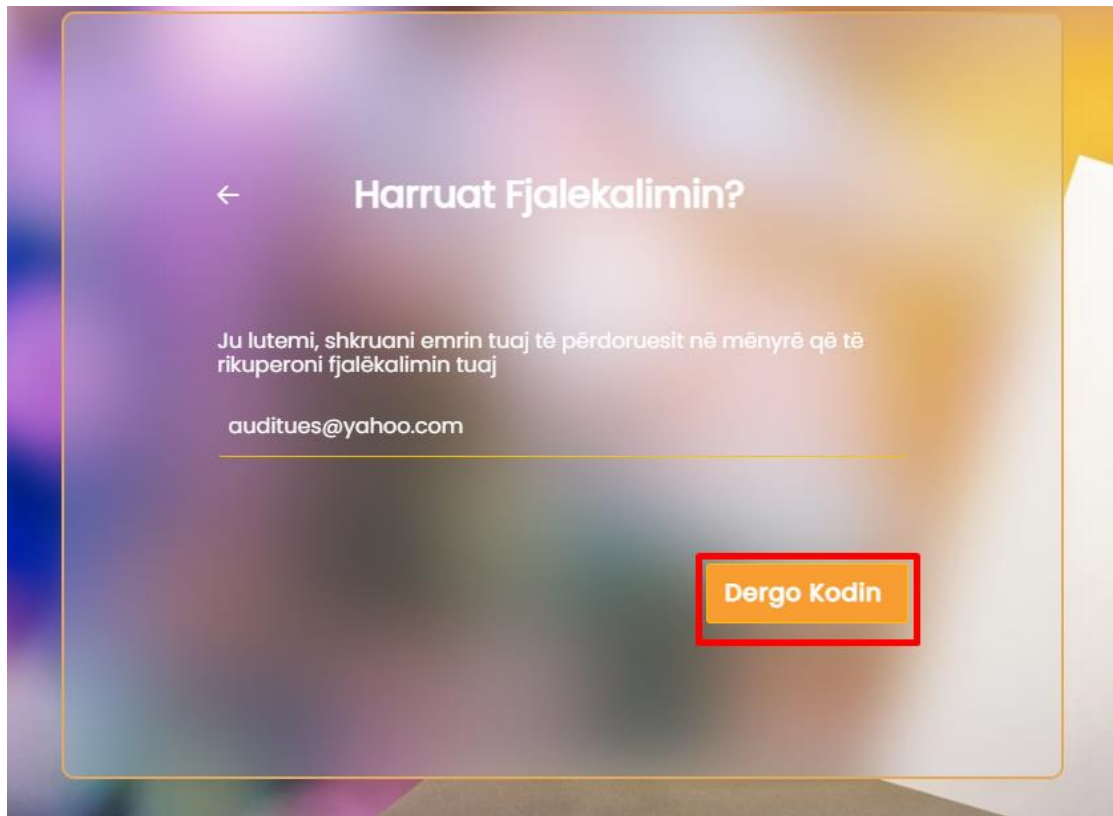 Harruat Fjalekalimin?
Ju lutemi, shkruani emrin tuaj të përdoruesit në mënyrë që të
rikuperoni fjalëkalimin tuaj
auditues@yahoo.com
Dergo Kodin